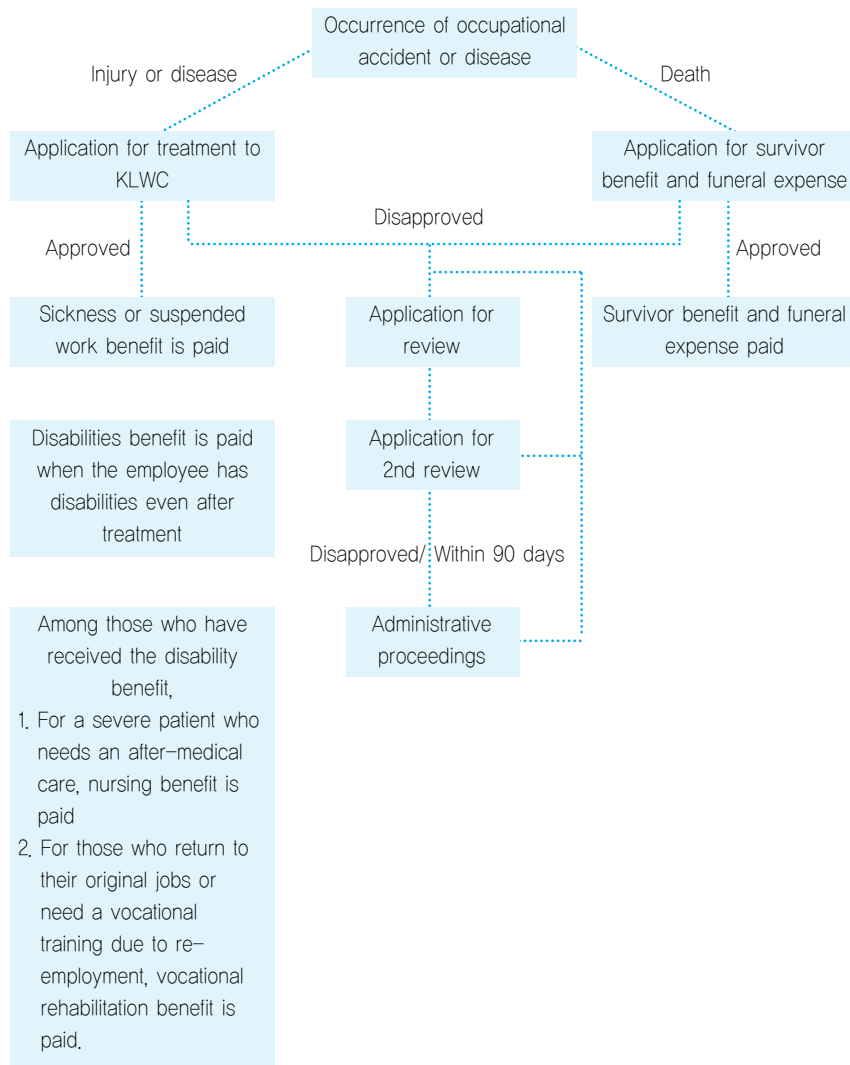 Occurrence of occupational
accident or disease
Injury or disease
Death
Application for treatment to
KLWC
Application for survivor
benefit and funeral expense
Disapproved
Approved
Approved
Sickness or suspended
work benefit is paid
Application for
review
Survivor benefit and funeral
expense paid
Disabilities benefit is paid
when the employee has
disabilities even after
treatment
Application for
2nd review
Disapproved/ Within 90 days
Administrative
proceedings
Among those who have
received the disability
benefit,
1. For a severe patient who
needs an after-medical
care, nursing benefit is
paid
2. For those who return to
their original jobs or
need a vocational
training due to re-
employment, vocational
rehabilitation benefit is
paid.